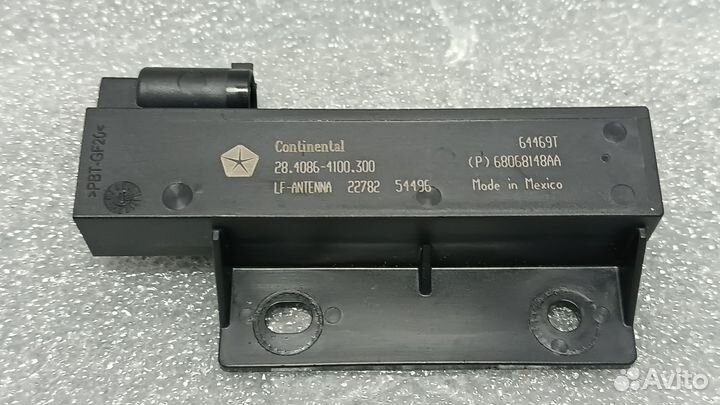 Continental
28.4086-4100.300
LF-ANTENNA 22782 54496
64469T
(P)68068148AA
Made in Mexico
>PBT-GF20<
Avito